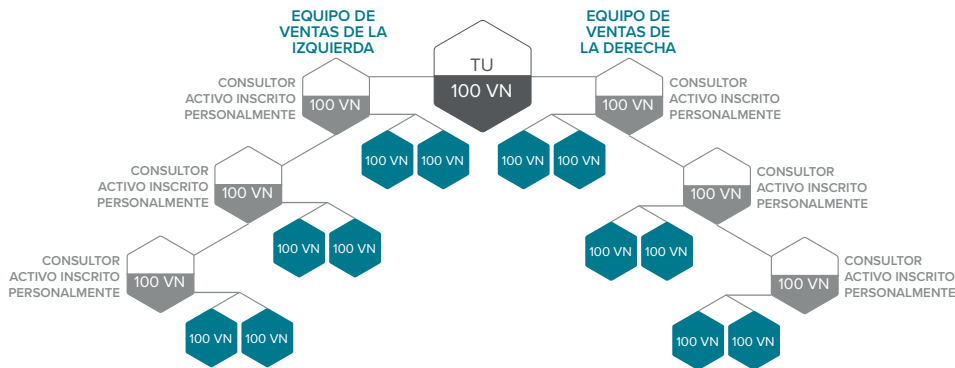 EQUIPO DE
VENTAS DE LA
IZQUIERDA
EQUIPO DE
VENTAS DE
LA DERECHA
TU
100 VN
CONSULTOR
ACTIVO INSCRITO
PERSONALMENTE
100 VN
100 VN
CONSULTOR
ACTIVO INSCRITO
PERSONALMENTE
100 VN
100 VN
100 VN
100 VN
CONSULTOR
ACTIVO INSCRITO
PERSONALMENTE
100 VN
100 VN
CONSULTOR
ACTIVO INSCRITO
PERSONALMENTE
100 VN
100 VN
100 VN
100 VN
CONSULTOR
ACTIVO INSCRITO
PERSONALMENTE
100 VN
100 VN
CONSULTOR
ACTIVO INSCRITO
PERSONALMENTE
100 VN
100 VN
100 VN
100 VN